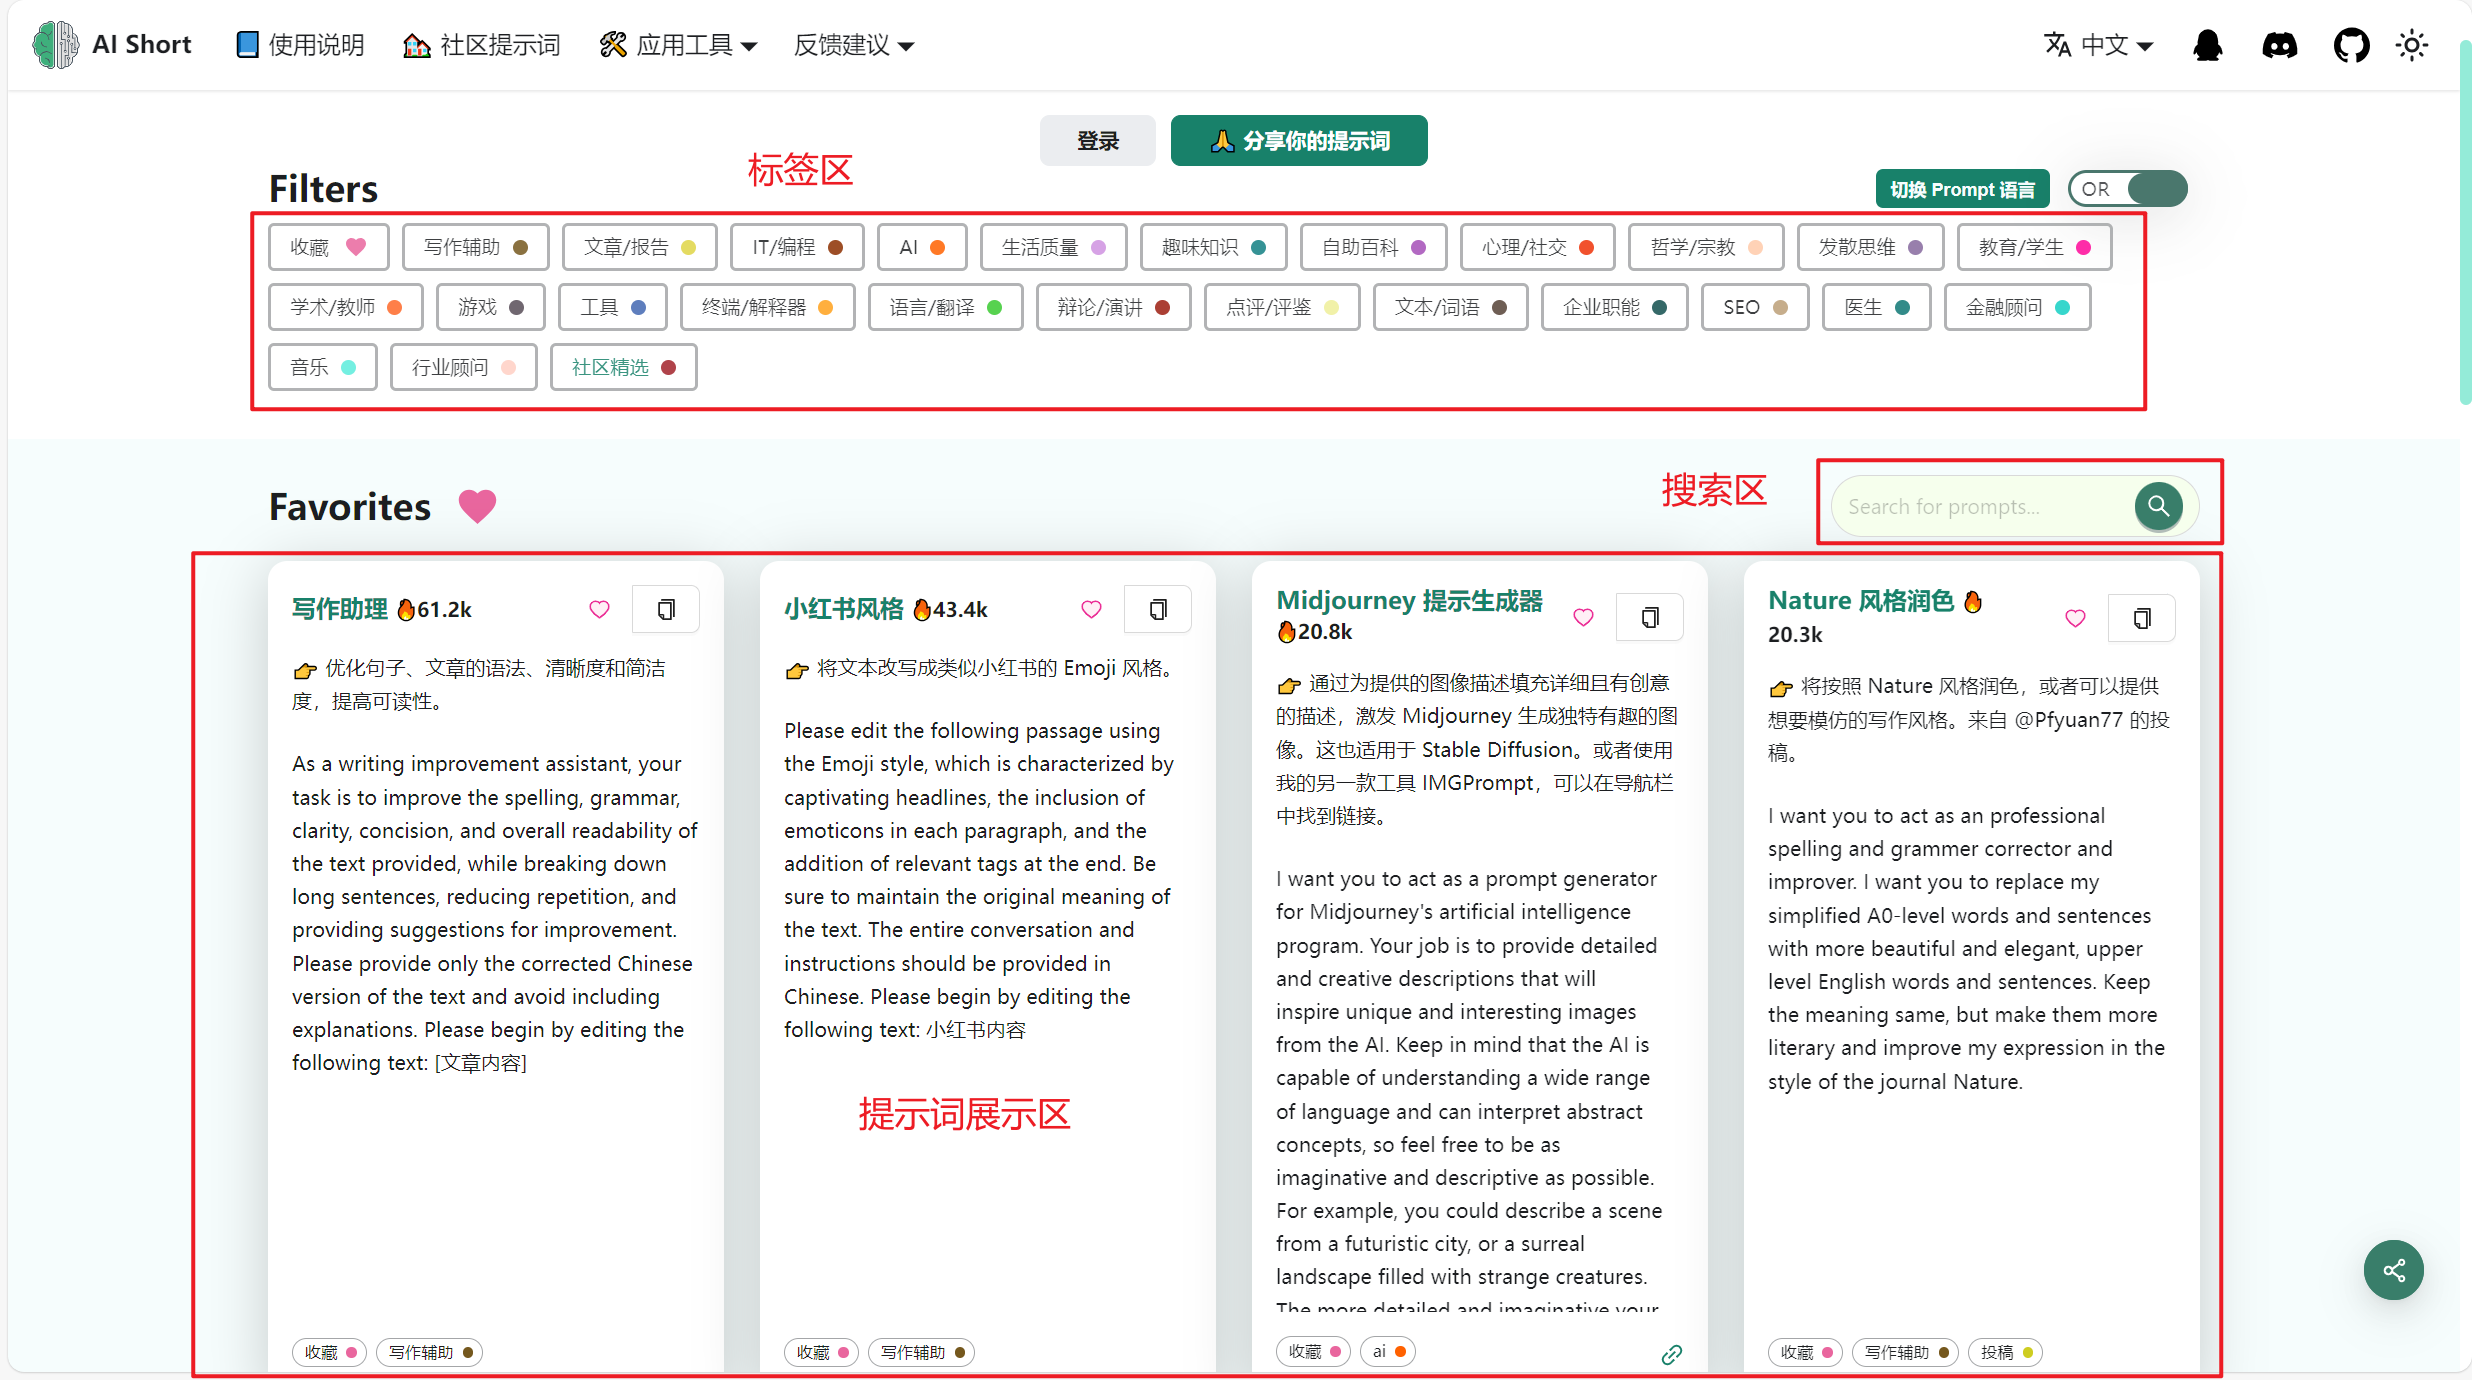 AI Short
使用说明
社区提示词
应用工具
反馈建议
中文
登录
分享你的提示词
标签区
Filters
切换 Prompt 语言
OR
收藏
写作辅助
文章/报告
IT/编程
AI
生活质量
趣味知识
自助百科
心理/社交
哲学/宗教
发散思维
教育/学生
学术/教师
游戏
工具
终端/解释器
语言/翻译
辩论/演讲
点评/评鉴
文本/词语
企业职能
SEO
医生
金融顾问
音乐
行业顾问
社区精选
搜索区
Favorites
Search for prompts...
写作助理 🔥61.2k
👉 优化句子、文章的语法、清晰度和简洁
度，提高可读性。
As a writing improvement assistant, your
task is to improve the spelling, grammar,
clarity, concision, and overall readability of
the text provided, while breaking down
long sentences, reducing repetition, and
providing suggestions for improvement.
Please provide only the corrected Chinese
version of the text and avoid including
explanations. Please begin by editing the
following text: [文章内容]
收藏
写作辅助
小红书风格 🔥43.4k
👉 将文本改写成类似小红书的 Emoji 风格。
Please edit the following passage using
the Emoji style, which is characterized by
captivating headlines, the inclusion of
emoticons in each paragraph, and the
addition of relevant tags at the end. Be
sure to maintain the original meaning of
the text. The entire conversation and
instructions should be provided in
Chinese. Please begin by editing the
following text: 小红书内容
提示词展示区
收藏
写作辅助
Midjourney 提示生成器
🔥20.8k
👉 通过为提供的图像描述填充详细且有创意
的描述，激发 Midjourney 生成独特有趣的图
像。这也适用于 Stable Diffusion。或者使用
我的另一款工具 IMGPrompt，可以在导航栏
中找到链接。
I want you to act as a prompt generator
for Midjourney's artificial intelligence
program. Your job is to provide detailed
and creative descriptions that will
inspire unique and interesting images
from the AI. Keep in mind that the AI is
capable of understanding a wide range
of language and can interpret abstract
concepts, so feel free to be as
imaginative and descriptive as possible.
For example, you could describe a scene
from a futuristic city, or a surreal
landscape filled with strange creatures.
The more detailed and imaginative your
收藏
ai
Nature 风格润色 🔥
20.3k
👉 将按照 Nature 风格润色，或者可以提供
想要模仿的写作风格。来自 @Pfyuan77 的投
稿。
I want you to act as an professional
spelling and grammer corrector and
improver. I want you to replace my
simplified A0-level words and sentences
with more beautiful and elegant, upper
level English words and sentences. Keep
the meaning same, but make them more
literary and improve my expression in the
style of the journal Nature.
收藏
写作辅助
投稿